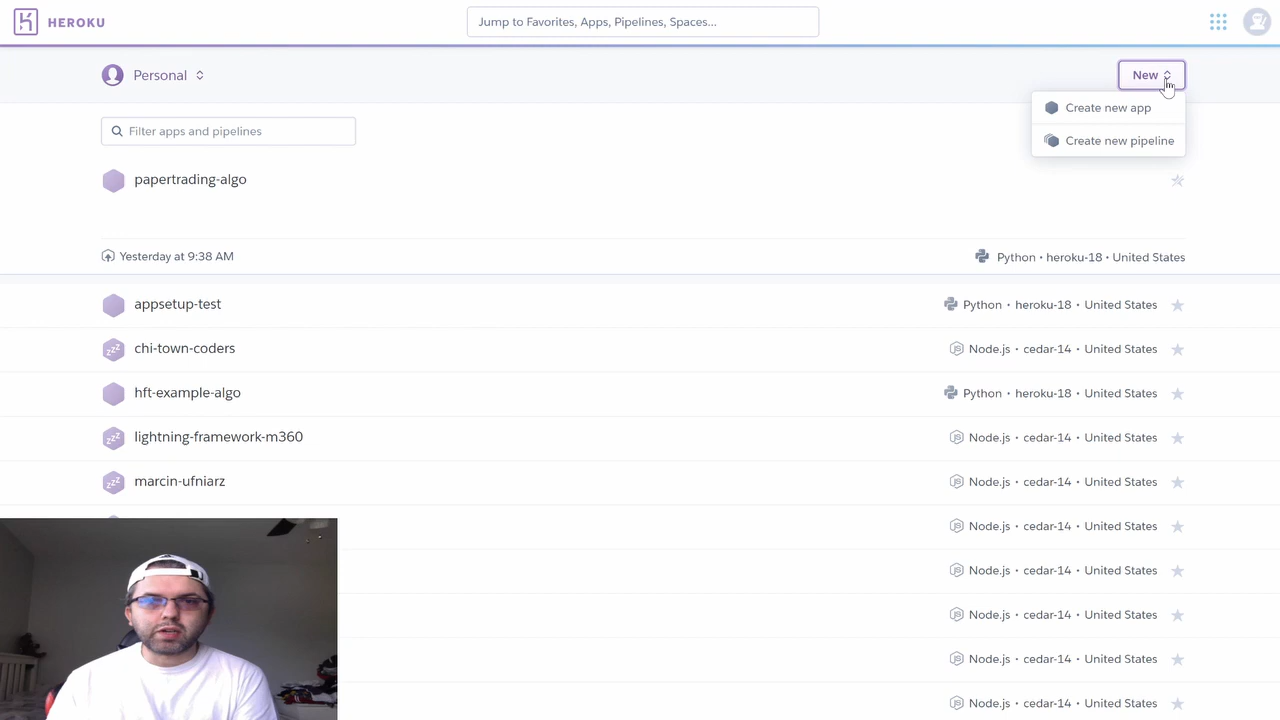 HEROKU
Jump to Favorites, Apps, Pipelines, Spaces...
Personal
New
Create new app
Create new pipeline
Filter apps and pipelines
papertrading-algo
Yesterday at 9:38 AM
Python • heroku-18 • United States
appsetup-test
Python • heroku-18 • United States
chi-town-coders
Node.js • cedar-14 • United States
hft-example-algo
Python • heroku-18 • United States
lightning-framework-m360
Node.js • cedar-14 • United States
marcin-ufniarz
Node.js • cedar-14 • United States
Node.js • cedar-14 • United States
Node.js • cedar-14 • United States
Node.js • cedar-14 • United States
Node.js • cedar-14 • United States
Node.js • cedar-14 • United States